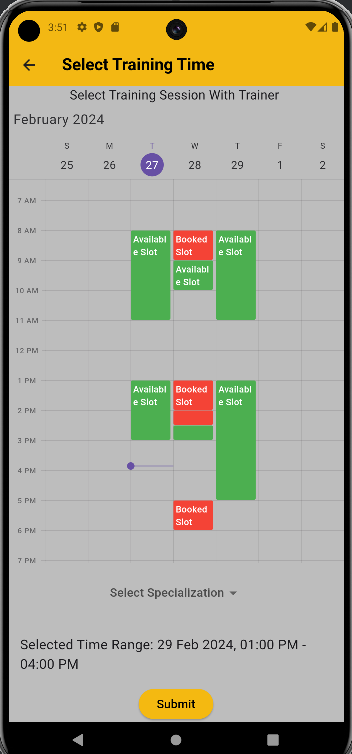 3:51
Select Training Time
Select Training Session With Trainer
February 2024
S M T W T F S
25 26 27 28 29 1 2
7 AM
8 AM
Availabl
e Slot
Booked
Slot
Availabl
e Slot
9 AM
Availabl
e Slot
10 AM
11 AM
12 PM
1 PM
Availabl
e Slot
Booked
Slot
Availabl
e Slot
2 PM
3 PM
4 PM
5 PM
Booked
Slot
6 PM
7 PM
Select Specialization
Selected Time Range: 29 Feb 2024, 01:00 PM -
04:00 PM
Submit